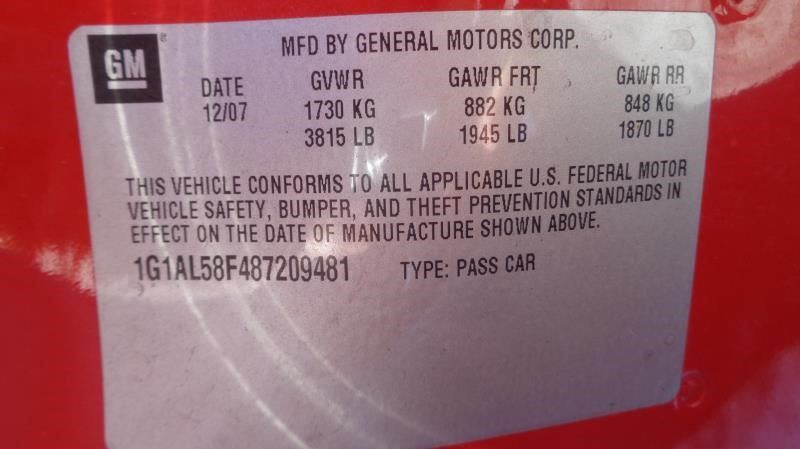 GM ® MFD BY GENERAL MOTORS CORP.
DATE GVWR GAWR FRT GAWR RR
12/07 1730 KG 882 KG 848 KG
3815 LB 1945 LB 1870 LB
THIS VEHICLE CONFORMS TO ALL APPLICABLE U.S. FEDERAL MOTOR
VEHICLE SAFETY, BUMPER, AND THEFT PREVENTION STANDARDS IN
EFFECT ON THE DATE OF MANUFACTURE SHOWN ABOVE.
1G1AL58F487209481 TYPE: PASS CAR